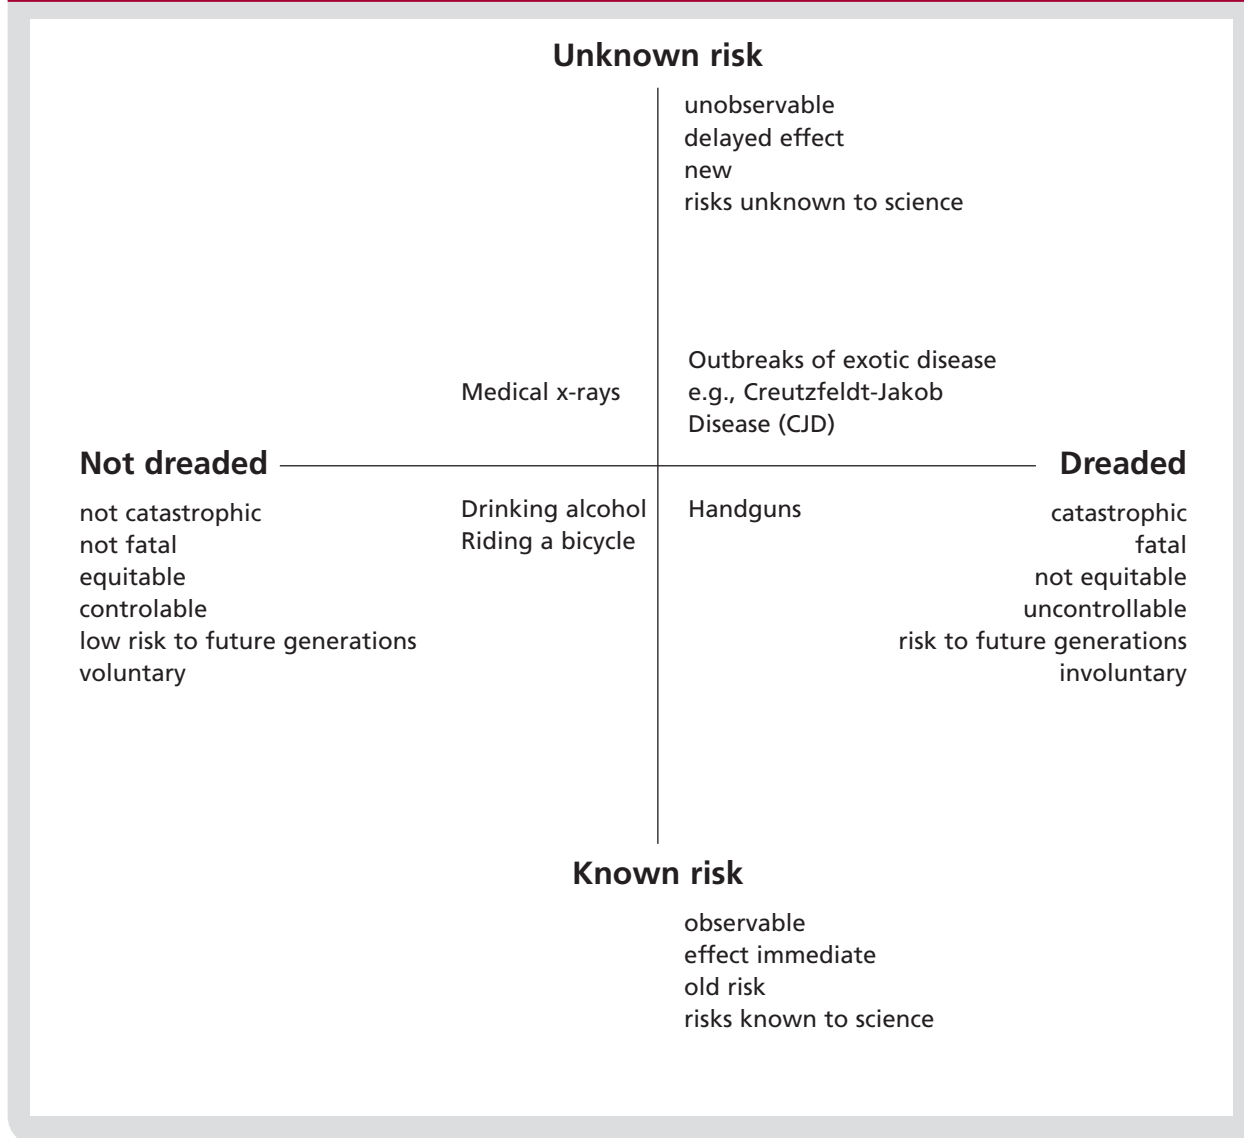 Unknown risk
unobservable
delayed effect
new
risks unknown to science
Medical x-rays
Outbreaks of exotic disease
e.g., Creutzfeldt-Jakob
Disease (CJD)
Not dreaded
Dreaded
not catastrophic
not fatal
equitable
controlable
low risk to future generations
voluntary
Drinking alcohol
Riding a bicycle
Handguns
catastrophic
fatal
not equitable
uncontrollable
risk to future generations
involuntary
Known risk
observable
effect immediate
old risk
risks known to science